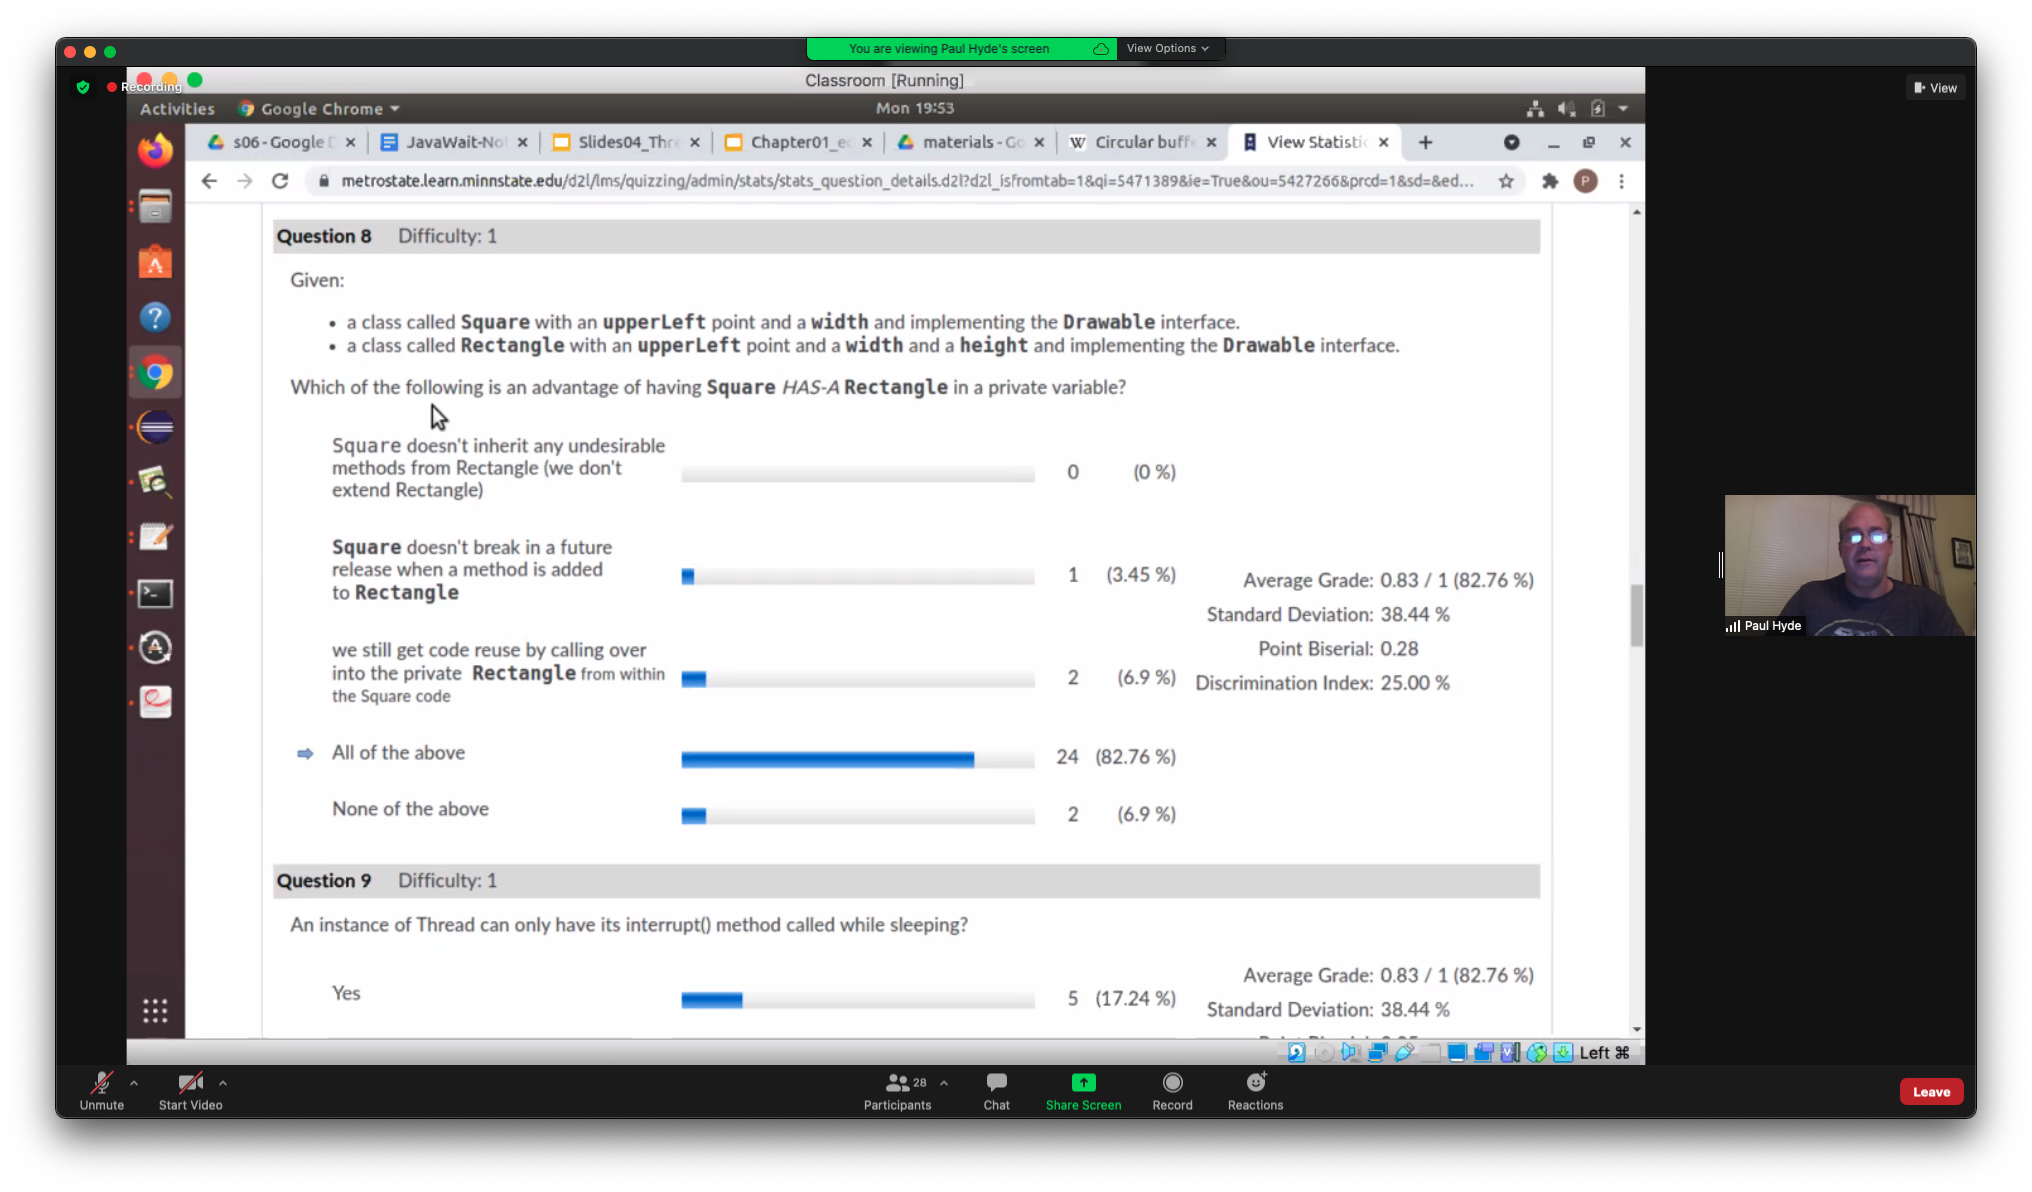 You are viewing Paul Hyde's screen
View Options
Classroom [Running]
Recording
View
Activities
Google Chrome
Mon 19:53
s06 - Google D
JavaWait-No
Slides04_Thre
Chapter01_ec
materials - Go
Circular buff
View Statistic
metrostate.learn.minnstate.edu/d2l/lms/quizzing/admin/stats/stats_question_details.d2l?d2l_isfromtab=1&qi=5471389&ie=True&ou=5427266&prcd=1&sd=&ed...
P
Question 8 Difficulty: 1
Given:
• a class called Square with an upperLeft point and a width and implementing the Drawable interface.
• a class called Rectangle with an upperLeft point and a width and a height and implementing the Drawable interface.
Which of the following is an advantage of having Square HAS-A Rectangle in a private variable?
Square doesn't inherit any undesirable
methods from Rectangle (we don't
extend Rectangle)
0 (0 %)
Square doesn't break in a future
release when a method is added
to Rectangle
1 (3.45 %)
we still get code reuse by calling over
into the private Rectangle from within
the Square code
2 (6.9 %)
All of the above
24 (82.76 %)
None of the above
2 (6.9 %)
Average Grade: 0.83 / 1 (82.76 %)
Standard Deviation: 38.44 %
Point Biserial: 0.28
Discrimination Index: 25.00 %
Question 9 Difficulty: 1
An instance of Thread can only have its interrupt() method called while sleeping?
Yes
5 (17.24 %)
Average Grade: 0.83 / 1 (82.76 %)
Standard Deviation: 38.44 %
Left ⌘
Paul Hyde
Unmute
Start Video
28
Participants
Chat
Share Screen
Record
Reactions
Leave